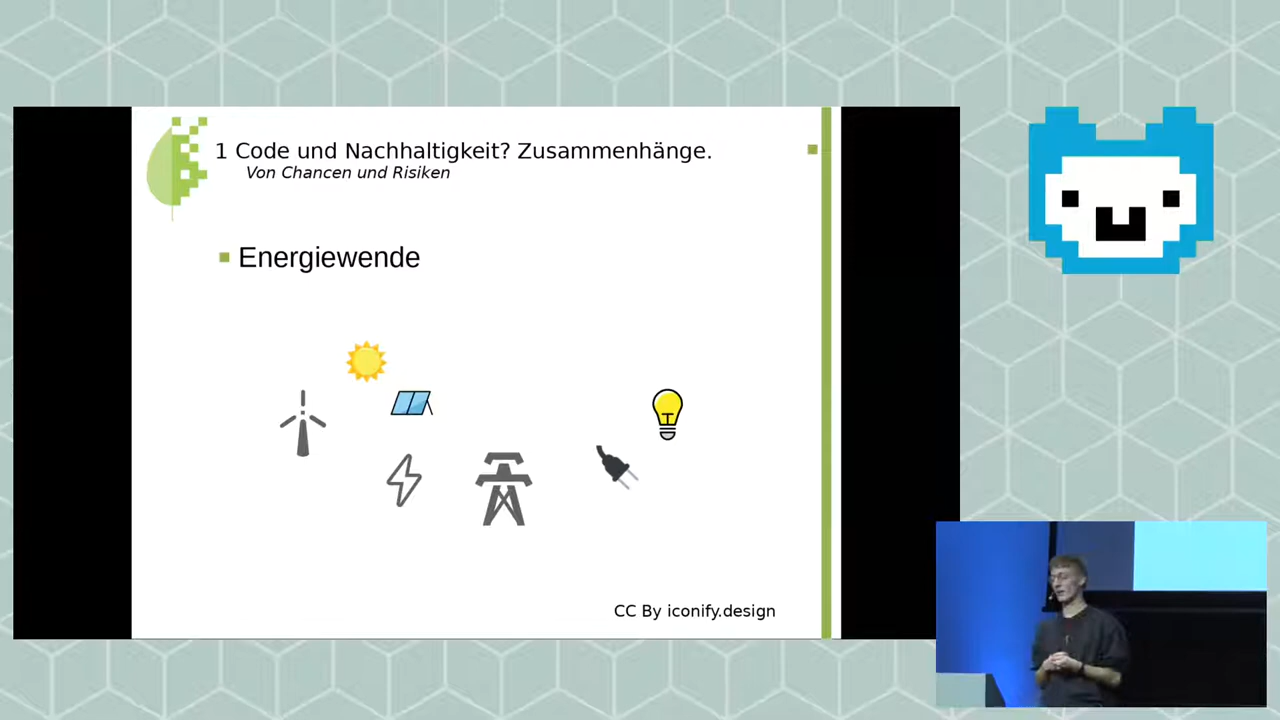 1 Code und Nachhaltigkeit? Zusammenhänge.
Von Chancen und Risiken
Energiewende
CC By iconify.design